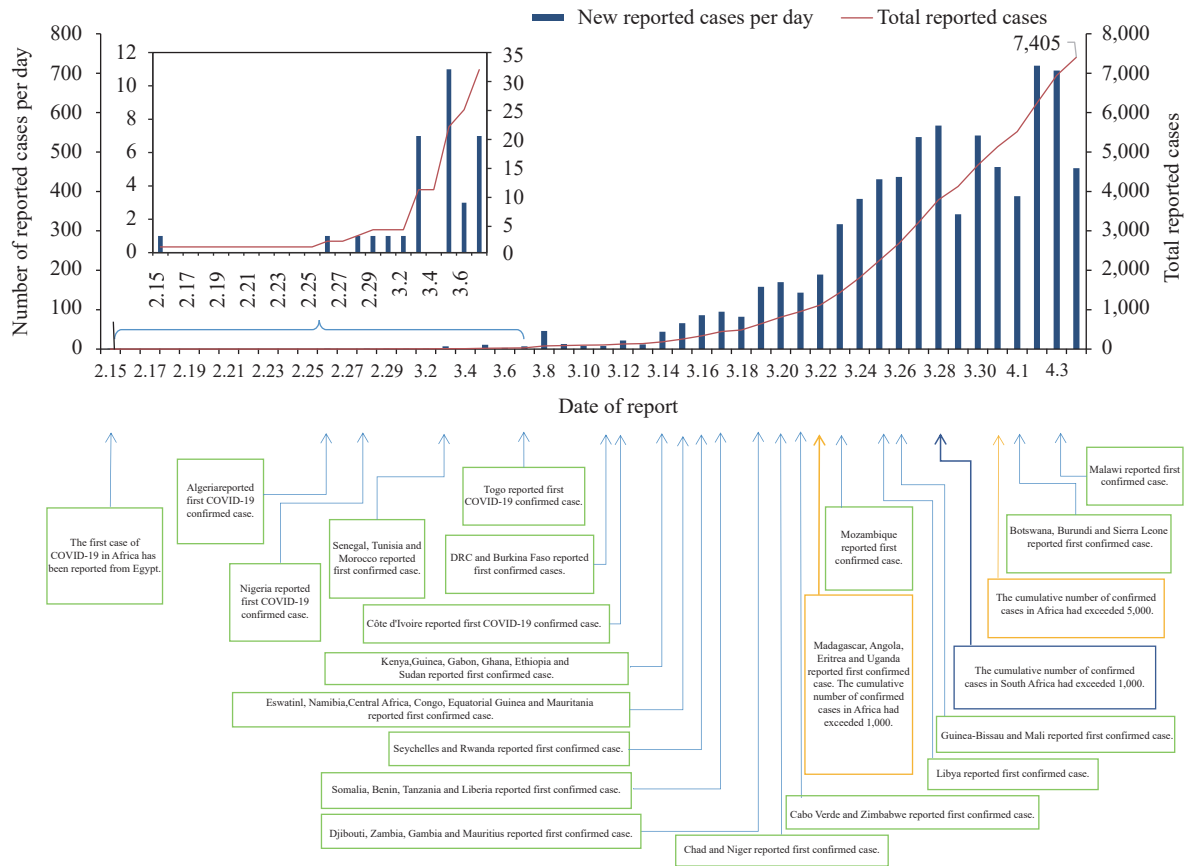 New reported cases per day
Total reported cases
Number of reported cases per day
800
700
600
500
400
300
200
100
0
12
10
8
6
4
2
0
35
30
25
20
15
10
5
0
2.15
2.17
2.19
2.21
2.23
2.25
2.27
2.29
3.2
3.4
3.6
7,405
8,000
7,000
6,000
5,000
4,000
3,000
2,000
1,000
0
Total reported cases
2.15 2.17 2.19 2.21 2.23 2.25 2.27 2.29 3.2 3.4 3.6 3.8 3.10 3.12 3.14 3.16 3.18 3.20 3.22 3.24 3.26 3.28 3.30 4.1 4.3
Date of report
The first case of
COVID-19 in Africa has
been reported from Egypt.
Algeriareported
first COVID-19
confirmed case.
Nigeria reported
first COVID-19
confirmed case.
Senegal, Tunisia and
Morocco reported
first confirmed case.
Togo reported first
COVID-19 confirmed case.
DRC and Burkina Faso reported
first confirmed cases.
Côte d'Ivoire reported first COVID-19 confirmed case.
Kenya,Guinea, Gabon, Ghana, Ethiopia and
Sudan reported first confirmed case.
Eswatinl, Namibia,Central Africa, Congo, Equatorial Guinea and Mauritania
reported first confirmed case.
Seychelles and Rwanda reported first confirmed case.
Somalia, Benin, Tanzania and Liberia reported first confirmed case.
Djibouti, Zambia, Gambia and Mauritius reported first confirmed case.
Chad and Niger reported first confirmed case.
Cabo Verde and Zimbabwe reported first confirmed case.
Madagascar, Angola,
Eritrea and Uganda
reported first confirmed
case. The cumulative
number of confirmed
cases in Africa had
exceeded 1,000.
Mozambique
reported first
confirmed case.
Libya reported first confirmed case.
Guinea-Bissau and Mali reported first confirmed case.
The cumulative number of confirmed
cases in South Africa had exceeded 1,000.
The cumulative number of confirmed
cases in Africa had exceeded 5,000.
Botswana, Burundi and Sierra Leone
reported first confirmed case.
Malawi reported first
confirmed case.